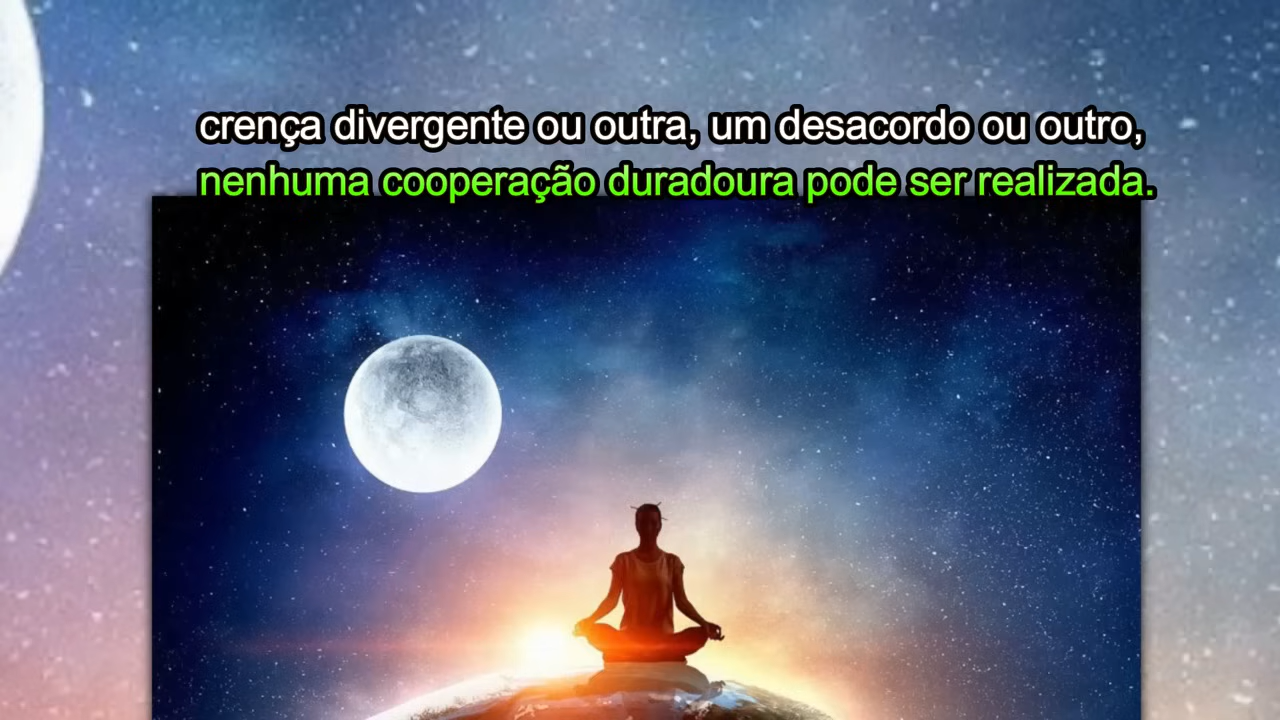 crença divergente ou outra, um desacordo ou outro,
nenhuma cooperação duradoura pode ser realizada.